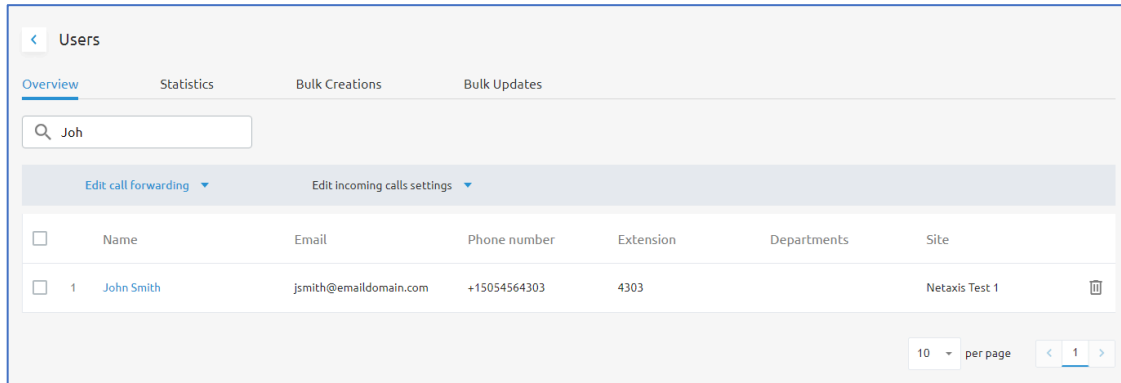 Users
Overview Statistics Bulk Creations Bulk Updates
Joh
Edit call forwarding Edit incoming calls settings
Name Email Phone number Extension Departments Site
1 John Smith jsmith@emaildomain.com +15054564303 4303 Netaxis Test 1
10 per page < 1 >